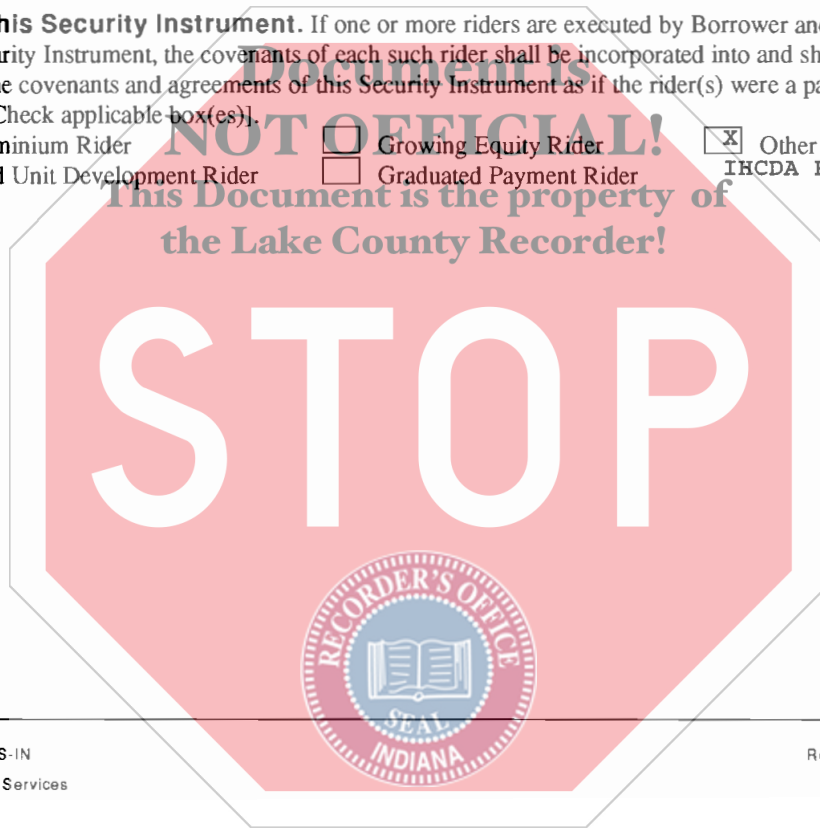 his Security Instrument. If one or more riders are executed by Borrower an
rity Instrument, the covenants of each such rider shall be incorporated into and sh
e covenants and agreements of this Security Instrument as if the rider(s) were a pa
Check applicable box(es)].
minium Rider Growing Equity Rider X Other
Unit Development Rider Graduated Payment Rider IHCDA
Document is
NOT OFFICIAL!
This Document is the property of
the Lake County Recorder!
STOP
RECORDER'S OFFICE
SEAL
INDIANA
S-IN
Services